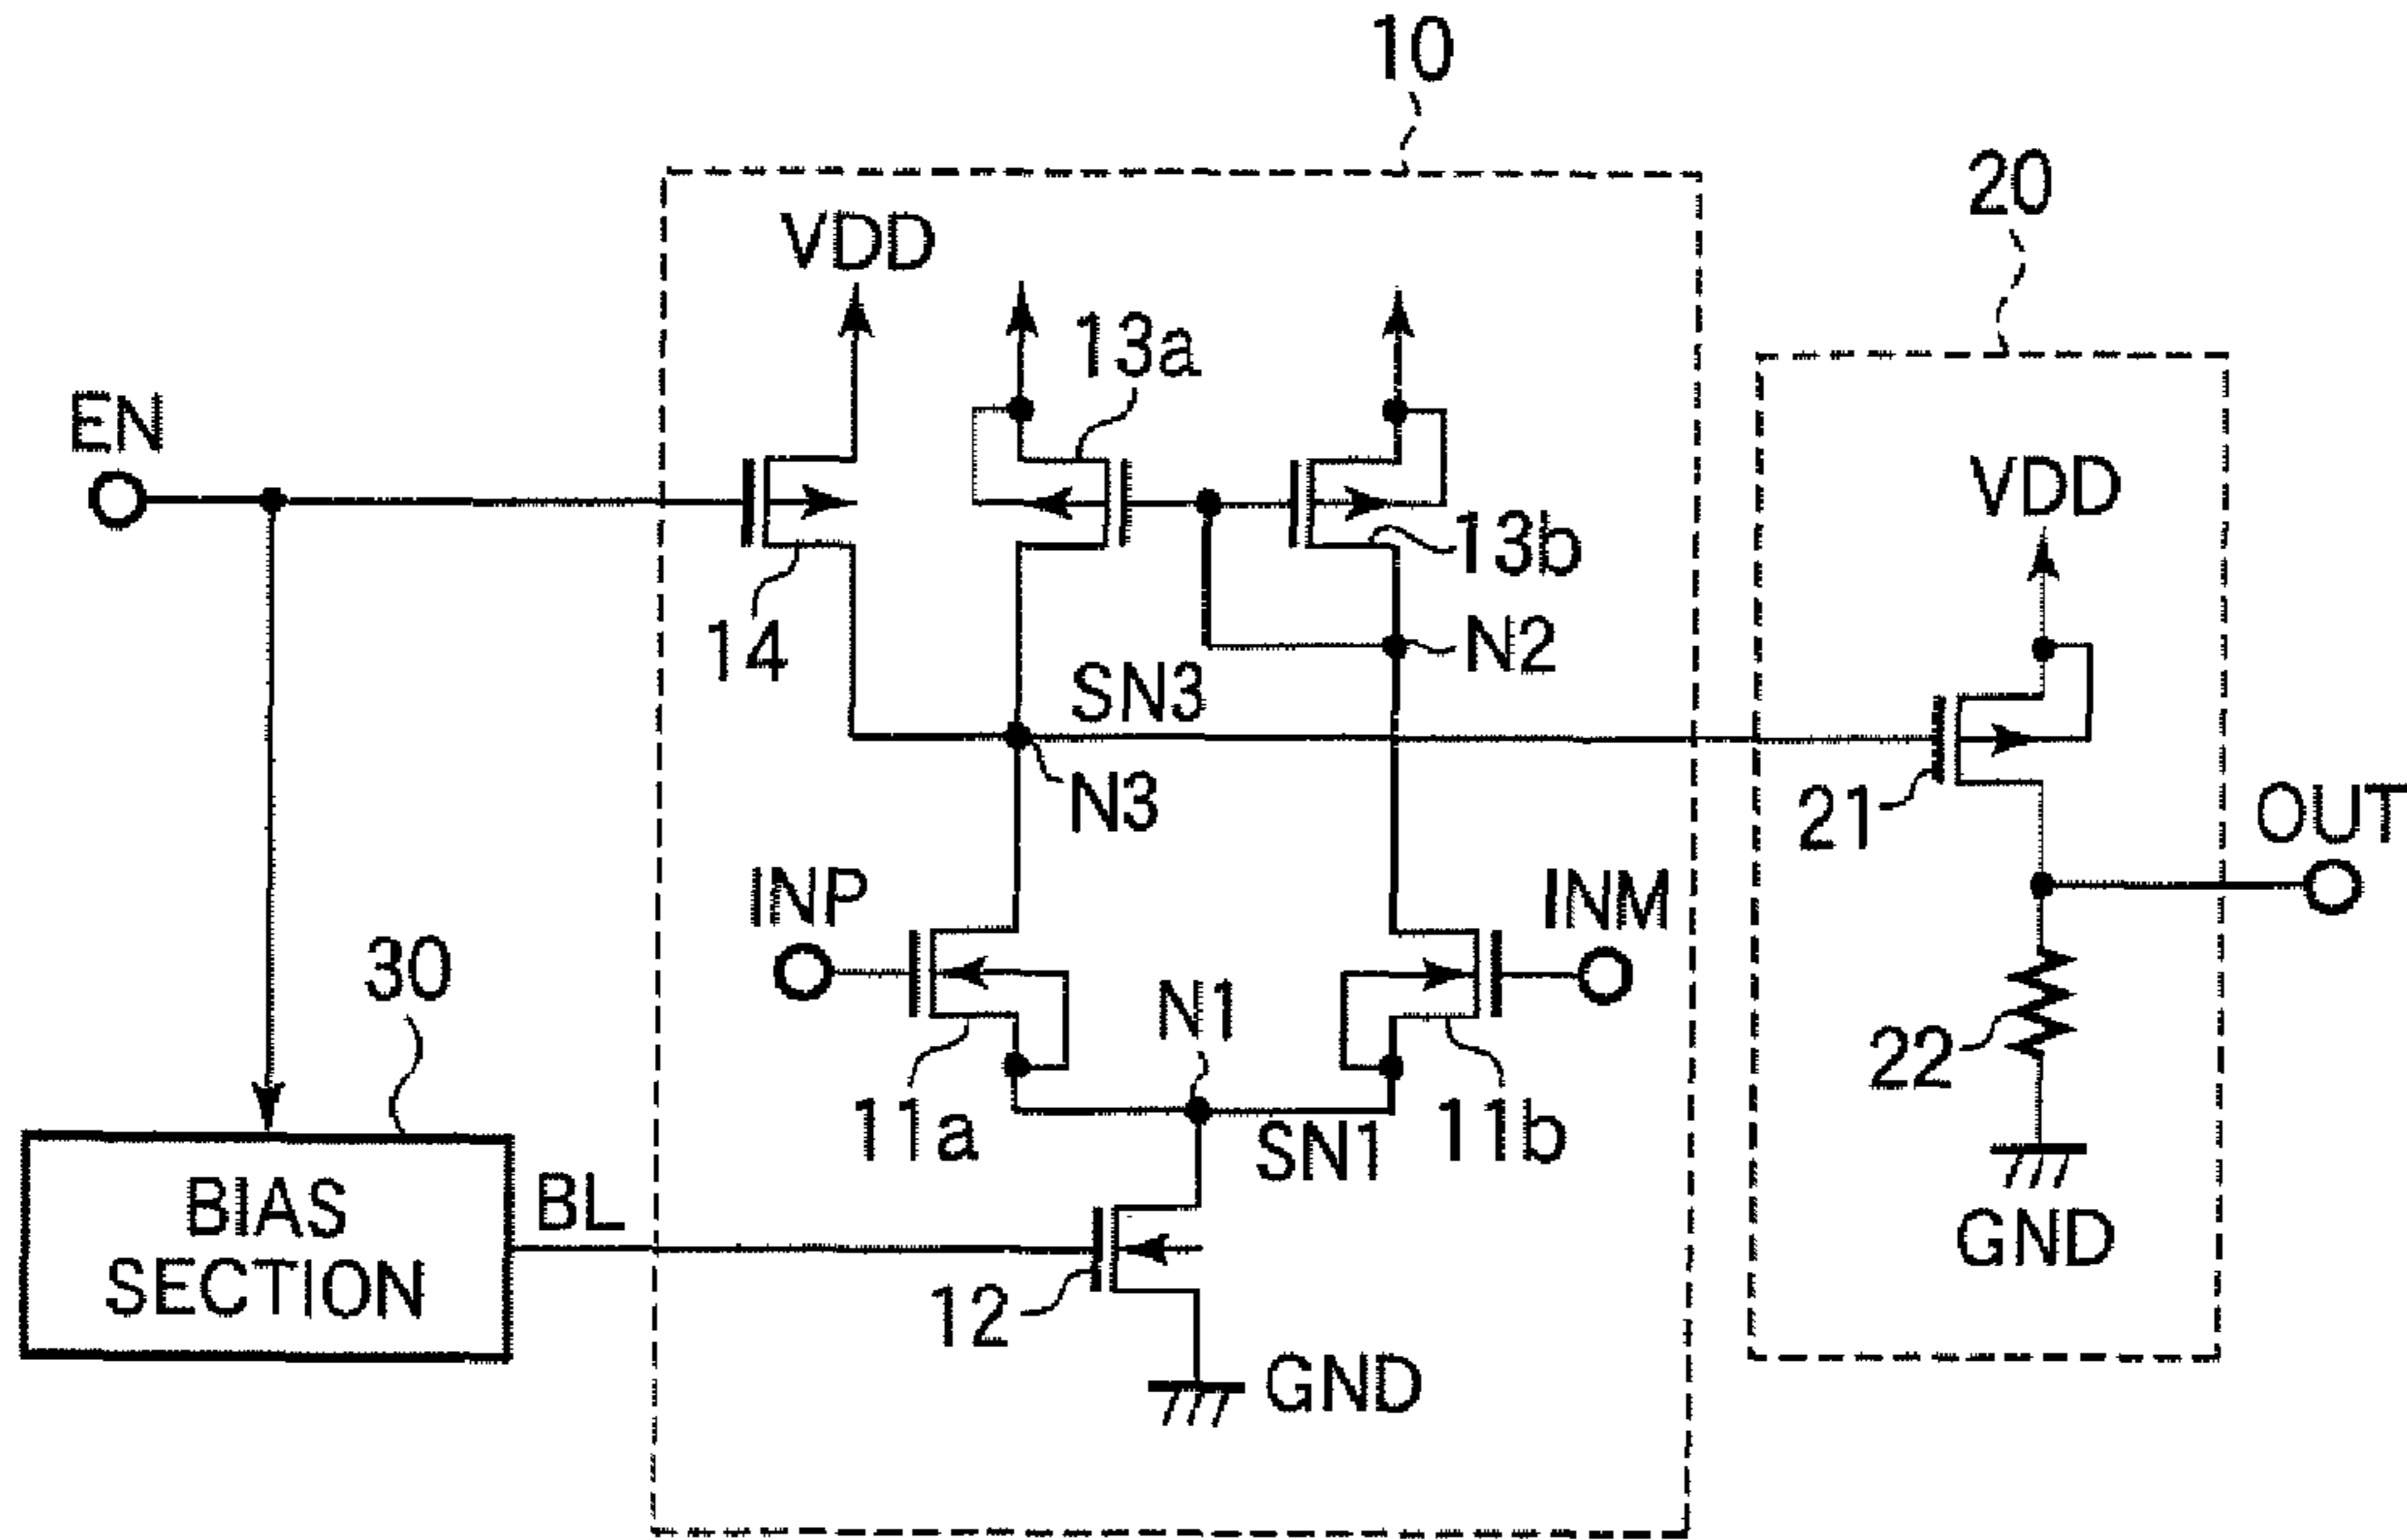 10
20
VDD
13a
EN
VDD
13b
14
N2
SN3
N3
21
OUT
INP
INM
30
N1
22
11a
SN1
11b
BIAS
SECTION
BL
12
GND
GND